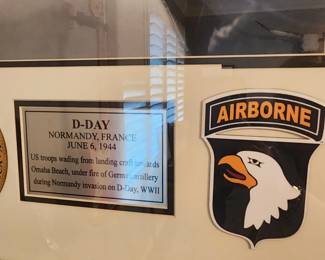 AIRBORNE
D-DAY
NORMANDY, FRANCE
JUNE 6, 1944
US troops wading from landing craft towards
Omaha Beach, under fire of German artillery
during Normandy invasion on D-Day, WWII